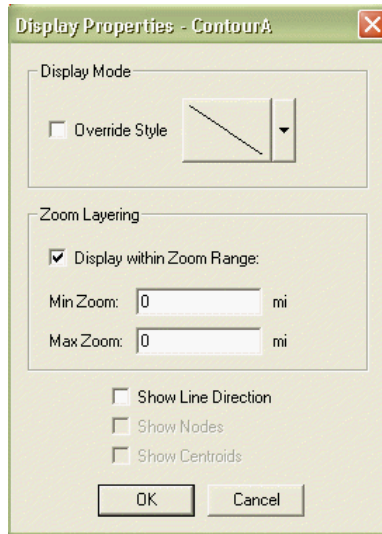 Display Properties - ContourA
Display Mode
Override Style
Zoom Layering
Display within Zoom Range:
Min Zoom: 0 mi
Max Zoom: 0 mi
Show Line Direction
Show Nodes
Show Centroids
OK Cancel